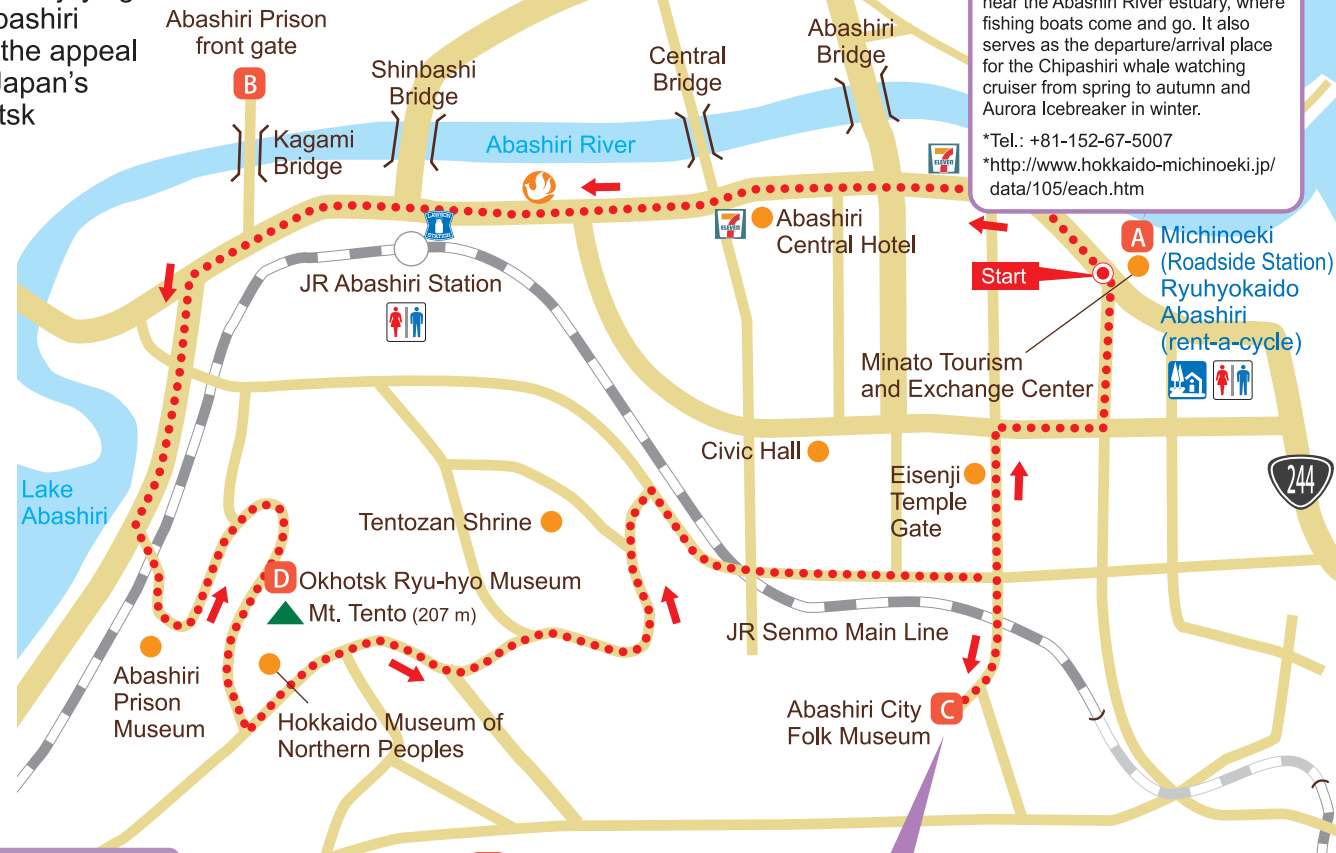 bashiri
the appeal
Japan's
tsk
Abashiri Prison
front gate
B
Kagami
Bridge
Shinbashi
Bridge
Abashiri River
Central
Bridge
Abashiri
Bridge
near the Abashiri River estuary, where
fishing boats come and go. It also
serves as the departure/arrival place
for the Chipashiri whale watching
cruiser from spring to autumn and
Aurora Icebreaker in winter.
*Tel.: +81-152-67-5007
*http://www.hokkaido-michinoeki.jp/
data/105/each.htm
7
ELEVEN
LAWSON
STATION
7
ELEVEN
Abashiri
Central Hotel
JR Abashiri Station
Start
A
Michinoeki
(Roadside Station)
Ryuhyokaido
Abashiri
(rent-a-cycle)
Minato Tourism
and Exchange Center
Civic Hall
Eisenji
Temple
Gate
244
Lake
Abashiri
Tentozan Shrine
D
Okhotsk Ryu-hyo Museum
Mt. Tento (207 m)
JR Senmo Main Line
Abashiri
Prison
Museum
Hokkaido Museum of
Northern Peoples
Abashiri City
Folk Museum
C